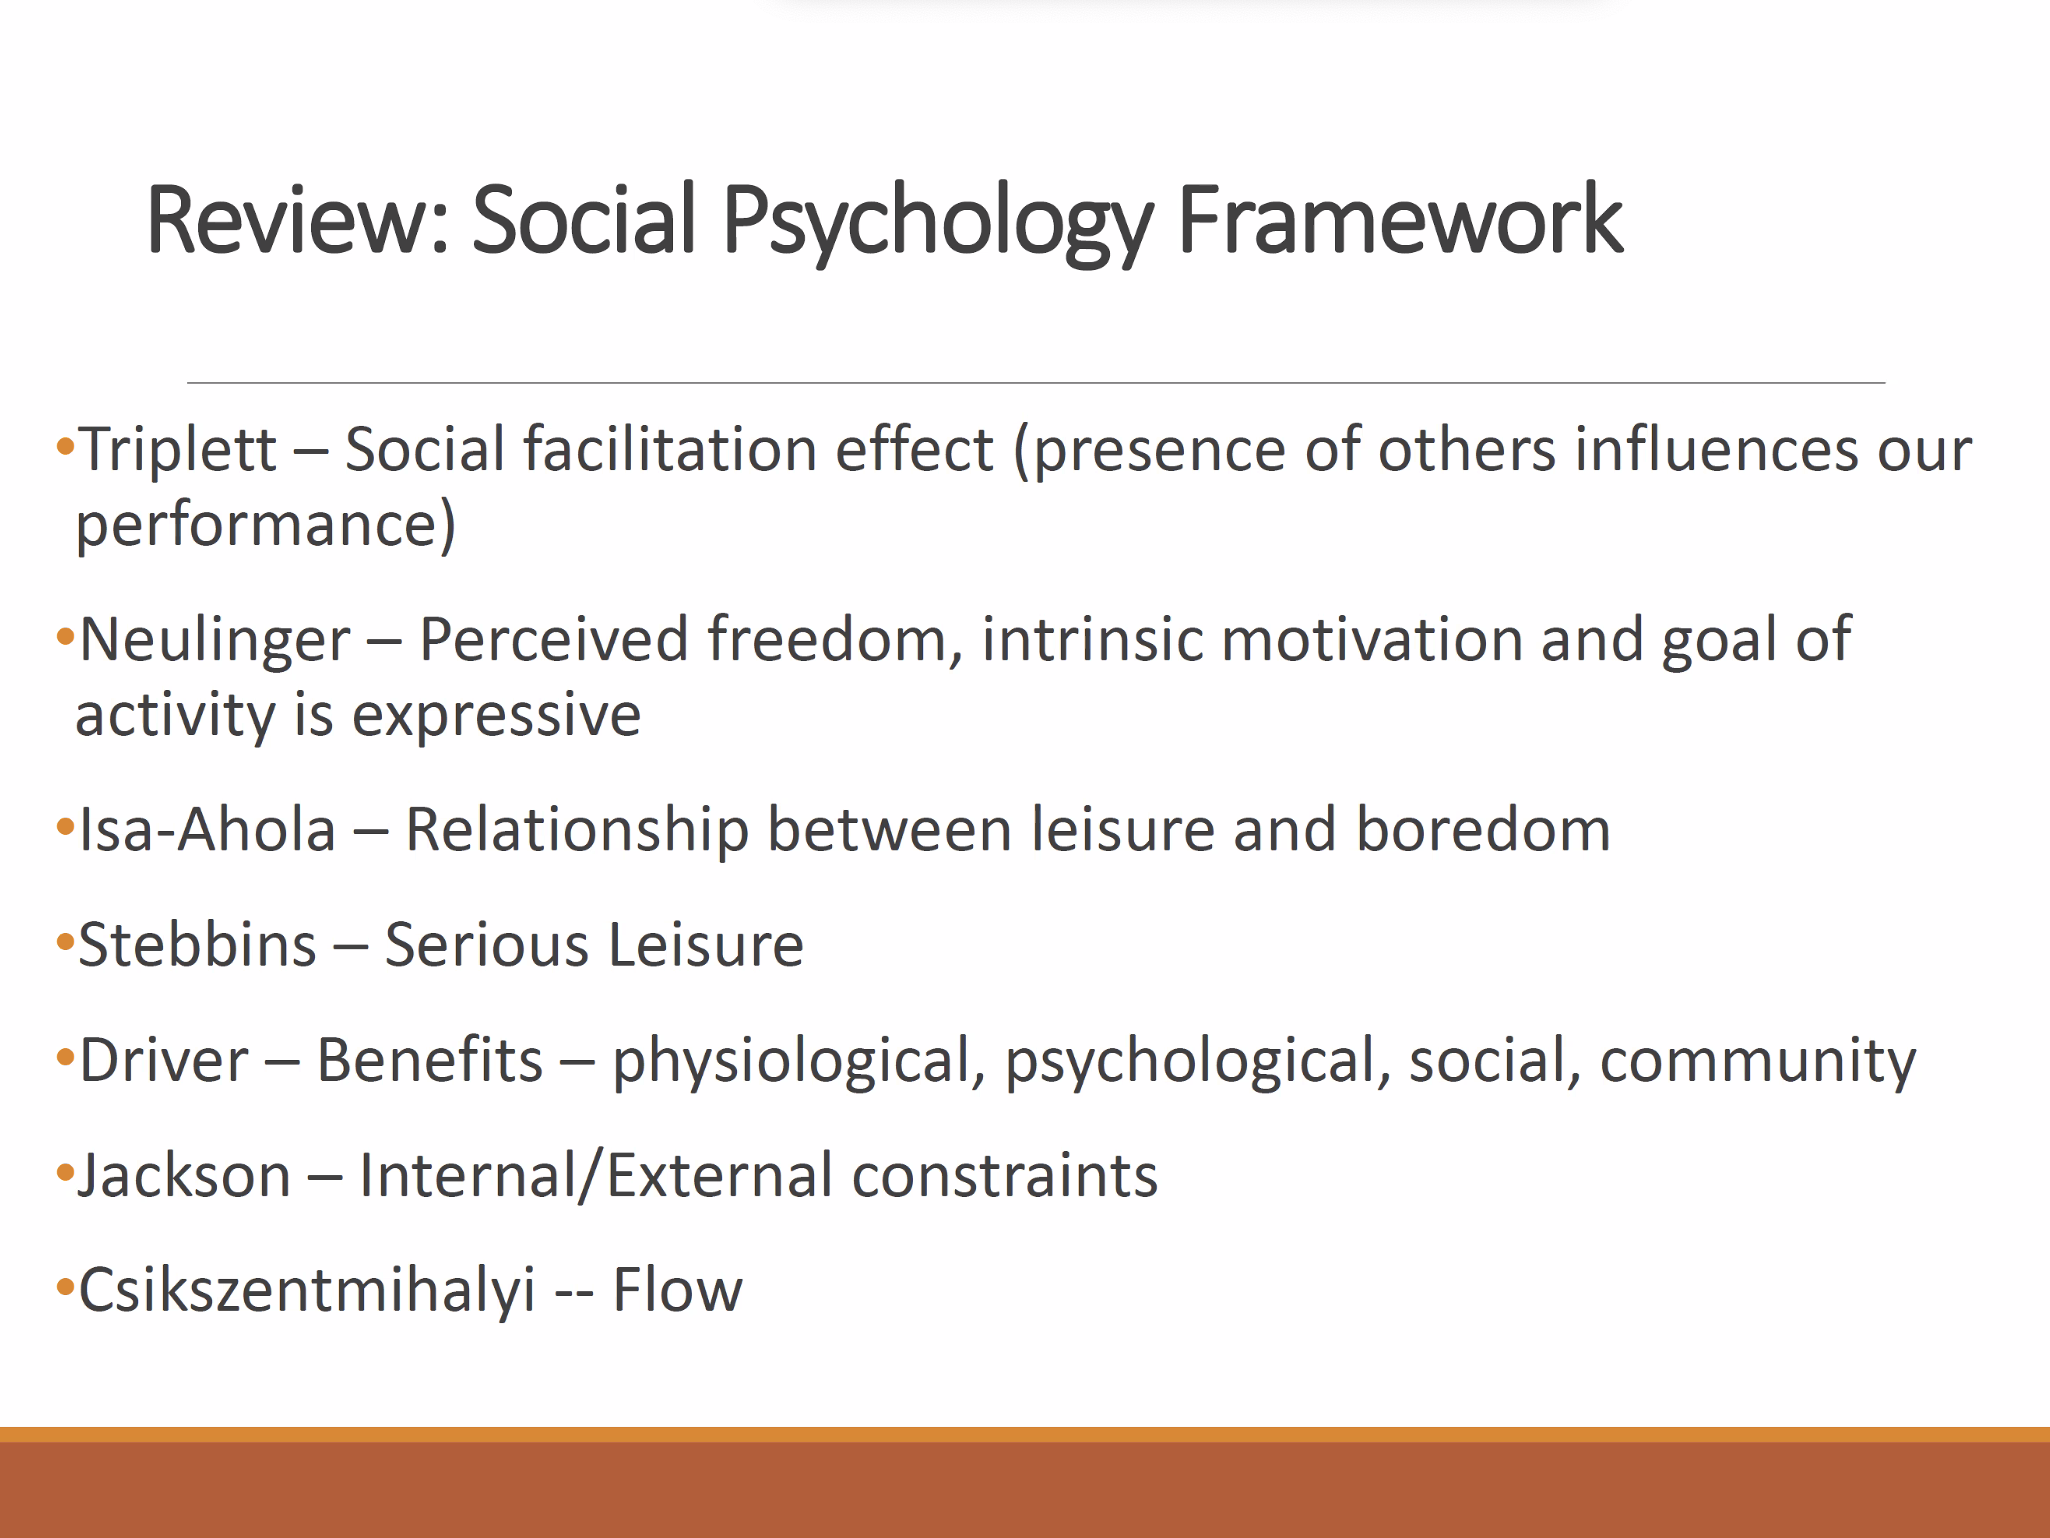 Review: Social Psychology Framework
•Triplett – Social facilitation effect (presence of others influences our
performance)
•Neulinger – Perceived freedom, intrinsic motivation and goal of
activity is expressive
•Isa-Ahola – Relationship between leisure and boredom
•Stebbins – Serious Leisure
•Driver – Benefits – physiological, psychological, social, community
•Jackson – Internal/External constraints
•Csikszentmihalyi -- Flow